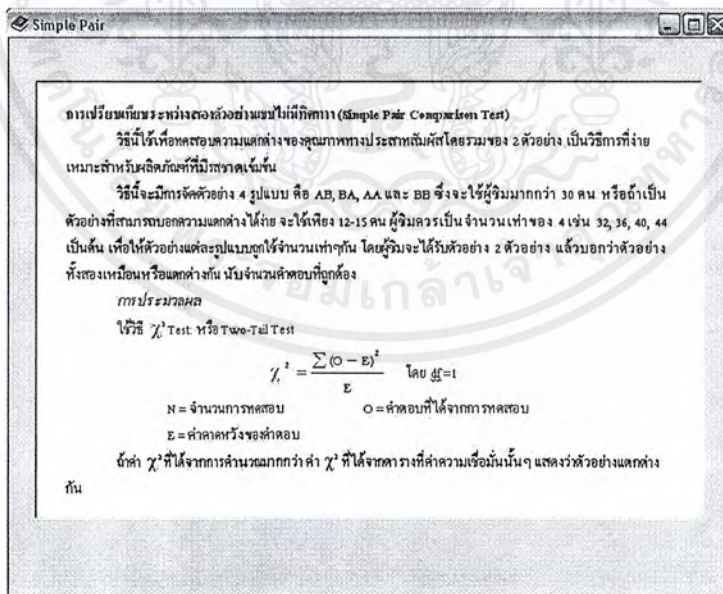 Simple Pair
การเปรียบเทียบระหว่างสองตัวอย่างแบบไม่มีทิศทาง (Simple Pair Comparison Test)
วิธีนี้ใช้เพื่อทดสอบความแตกต่างของคุณภาพทางประสาทสัมผัสโดยรวมของ 2 ตัวอย่าง เป็นวิธีการที่ง่าย
เหมาะสำหรับผลิตภัณฑ์ที่มีรสชาติเข้มข้น
วิธีนี้จะมีการจัดตัวอย่าง 4 รูปแบบ คือ AB, BA, AA และ BB ซึ่งจะใช้ผู้ชิมมากกว่า 30 คน หรือถ้าเป็น
ตัวอย่างที่สามารถบอกความแตกต่างได้ง่าย จะใช้เพียง 12-15 คน ผู้ชิมควรเป็นจำนวนเท่าของ 4 เช่น 32, 36, 40, 44
เป็นต้น เพื่อให้ตัวอย่างแต่ละรูปแบบถูกใช้จำนวนเท่าๆกัน โดยผู้ชิมจะได้รับตัวอย่าง 2 ตัวอย่าง แล้วบอกว่าตัวอย่าง
ทั้งสองเหมือนหรือแตกต่างกัน นับจำนวนคำตอบที่ถูกต้อง
การประมวลผล
ใช้วิธี χ² Test หรือ Two-Tail Test
χ² = Σ(O − E)² / E โดย df=1
N = จำนวนการทดสอบ O = คำตอบที่ได้จากการทดสอบ
E = ค่าคาดหวังของคำตอบ
ถ้าค่า χ² ที่ได้จากการคำนวณมากกว่า ค่า χ² ที่ได้จากตารางที่ค่าความเชื่อมั่นนั้นๆ แสดงว่าตัวอย่างแตกต่าง
กัน